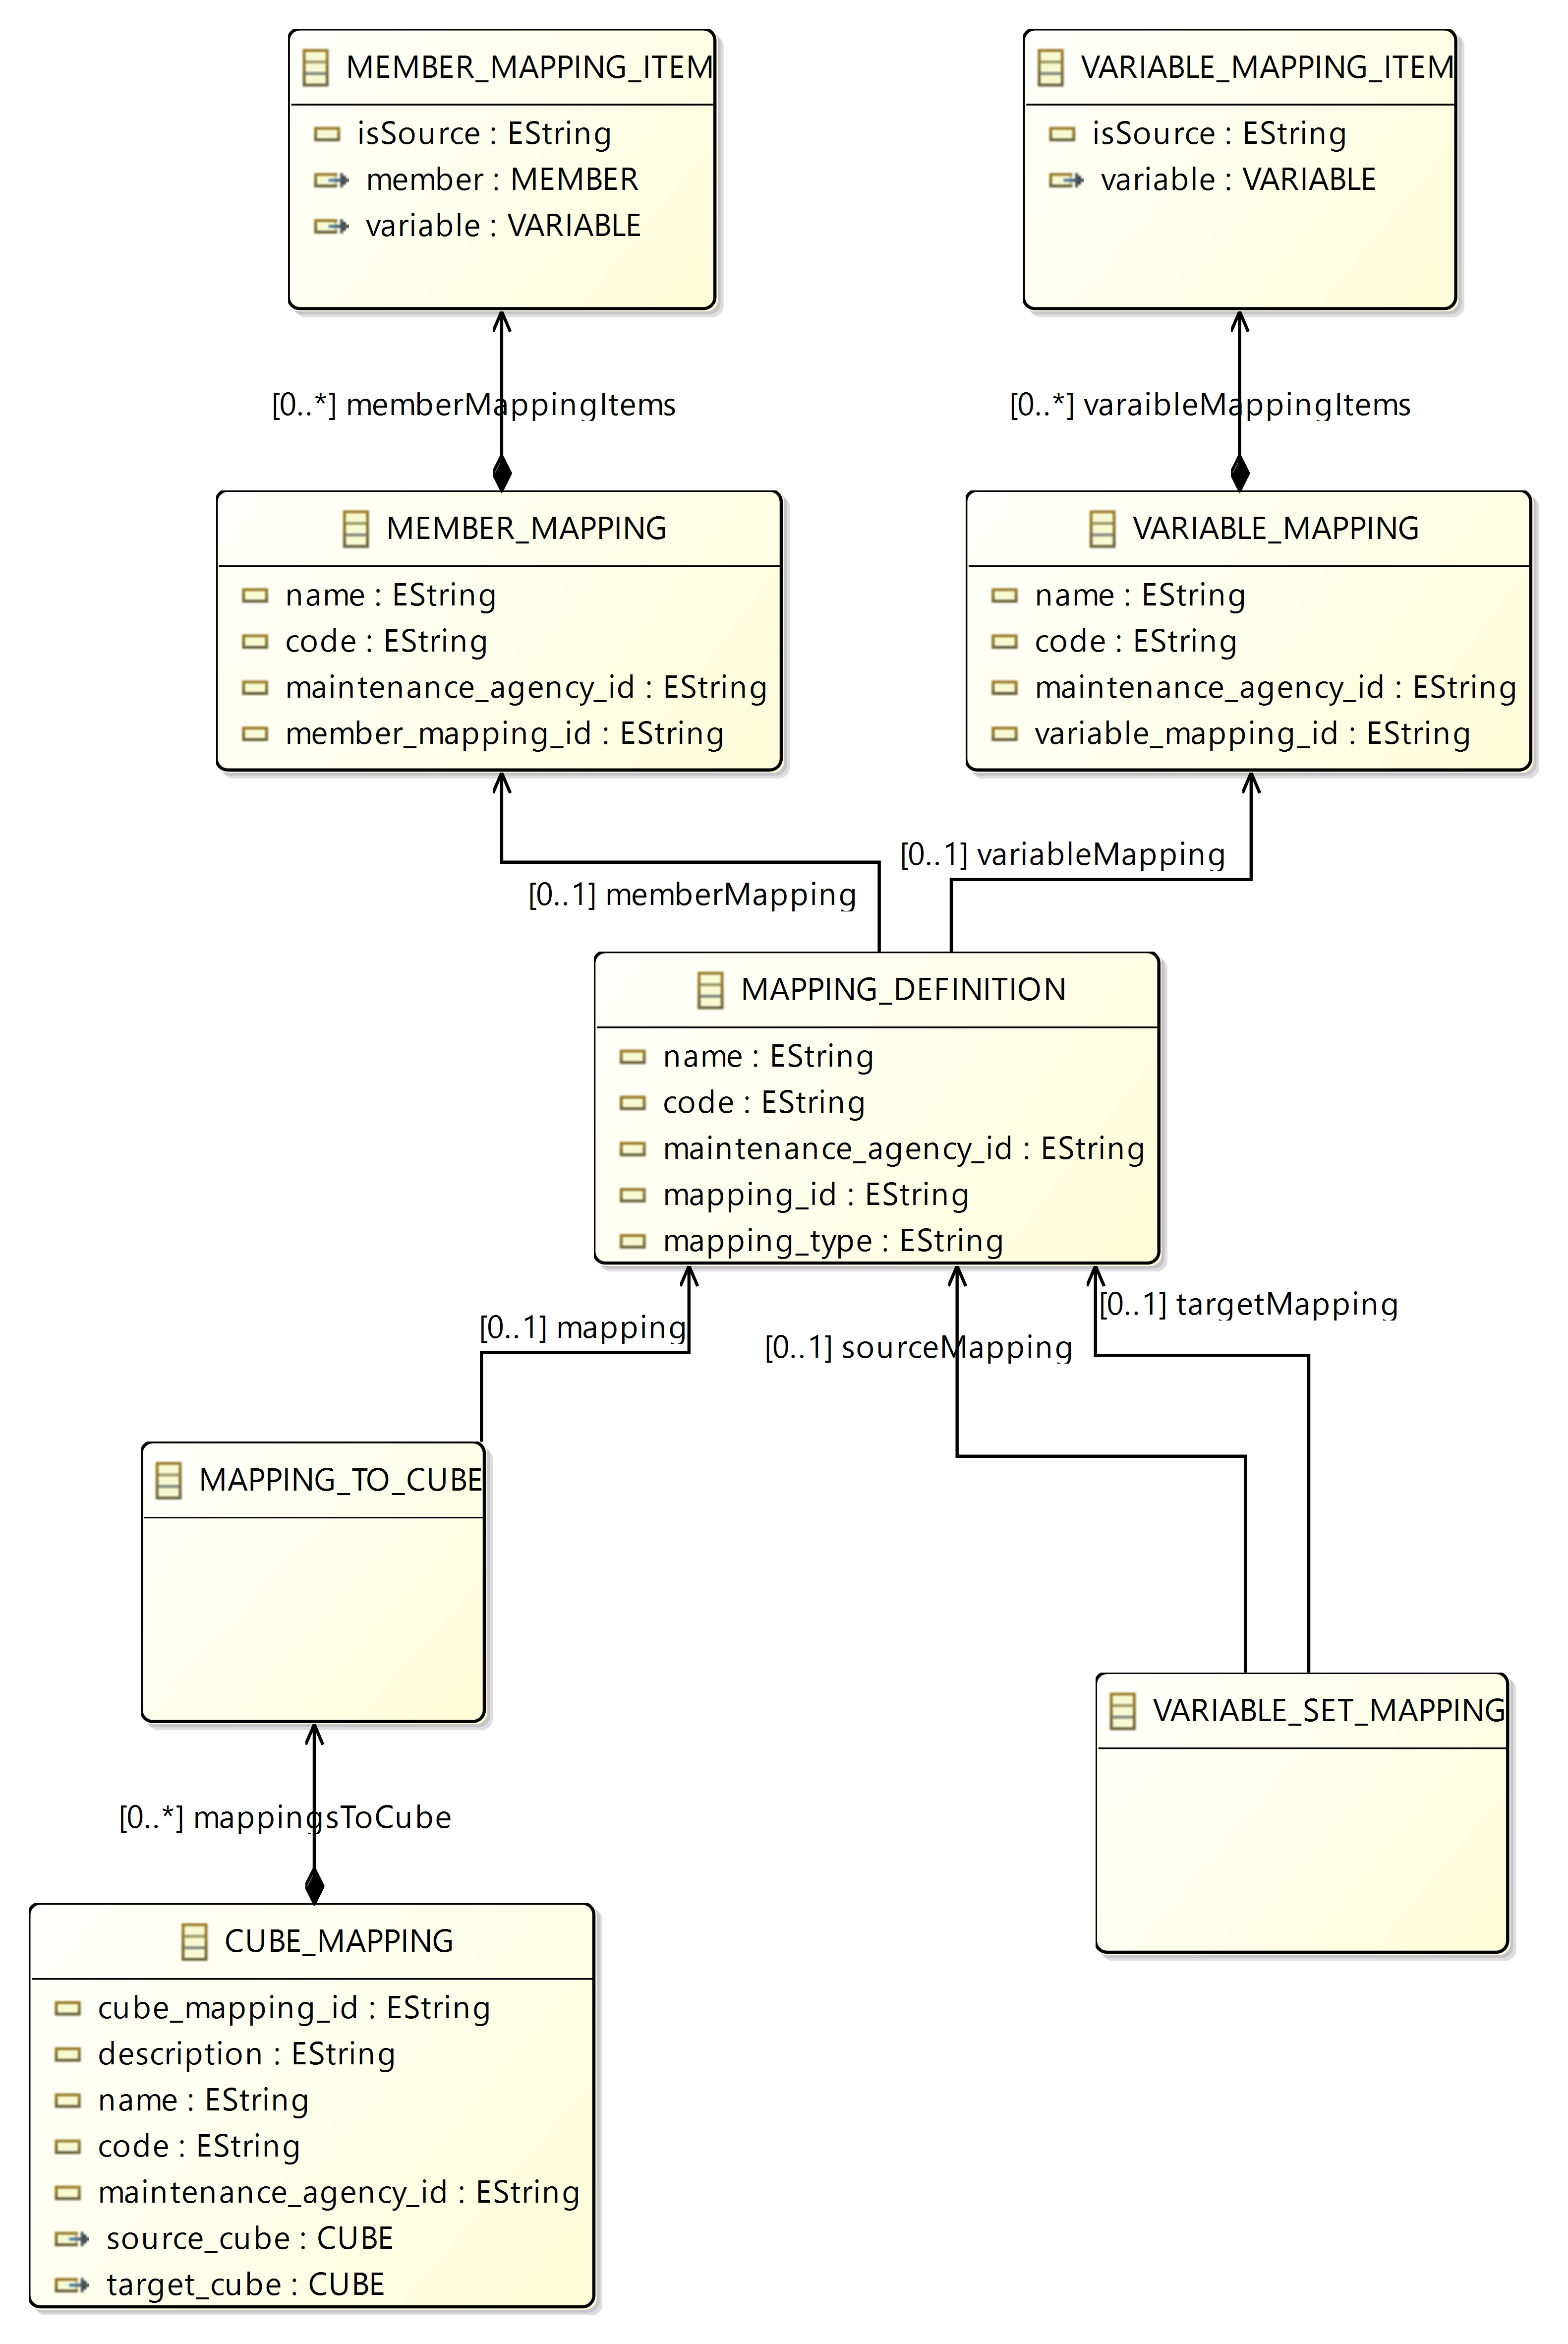 MEMBER_MAPPING_ITEM
isSource : EString
member : MEMBER
variable : VARIABLE
VARIABLE_MAPPING_ITEM
isSource : EString
variable : VARIABLE
[0..*] memberMappingItems
[0..*] varaibleMappingItems
MEMBER_MAPPING
name : EString
code : EString
maintenance_agency_id : EString
member_mapping_id : EString
VARIABLE_MAPPING
name : EString
code : EString
maintenance_agency_id : EString
variable_mapping_id : EString
[0..1] memberMapping
[0..1] variableMapping
MAPPING_DEFINITION
name : EString
code : EString
maintenance_agency_id : EString
mapping_id : EString
mapping_type : EString
[0..1] mapping
[0..1] sourceMapping
[0..1] targetMapping
MAPPING_TO_CUBE
VARIABLE_SET_MAPPING
[0..*] mappingsToCube
CUBE_MAPPING
cube_mapping_id : EString
description : EString
name : EString
code : EString
maintenance_agency_id : EString
source_cube : CUBE
target_cube : CUBE